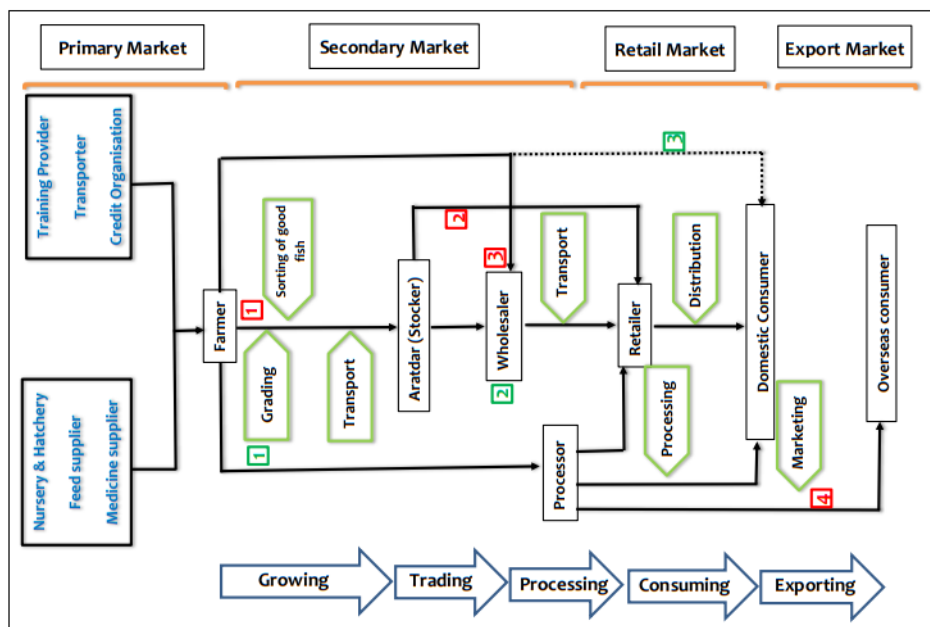 Primary Market
Secondary Market
Retail Market
Export Market
Training Provider
Transporter
Credit Organisation
Nursery & Hatchery
Feed supplier
Medicine supplier
Farmer
1
Sorting of good
fish
Grading
Transport
1
Aratdar (Stocker)
2
3
Wholesaler
2
Transport
3
Processor
Retailer
Processing
Distribution
Domestic Consumer
Marketing
4
Overseas consumer
Growing
Trading
Processing
Consuming
Exporting